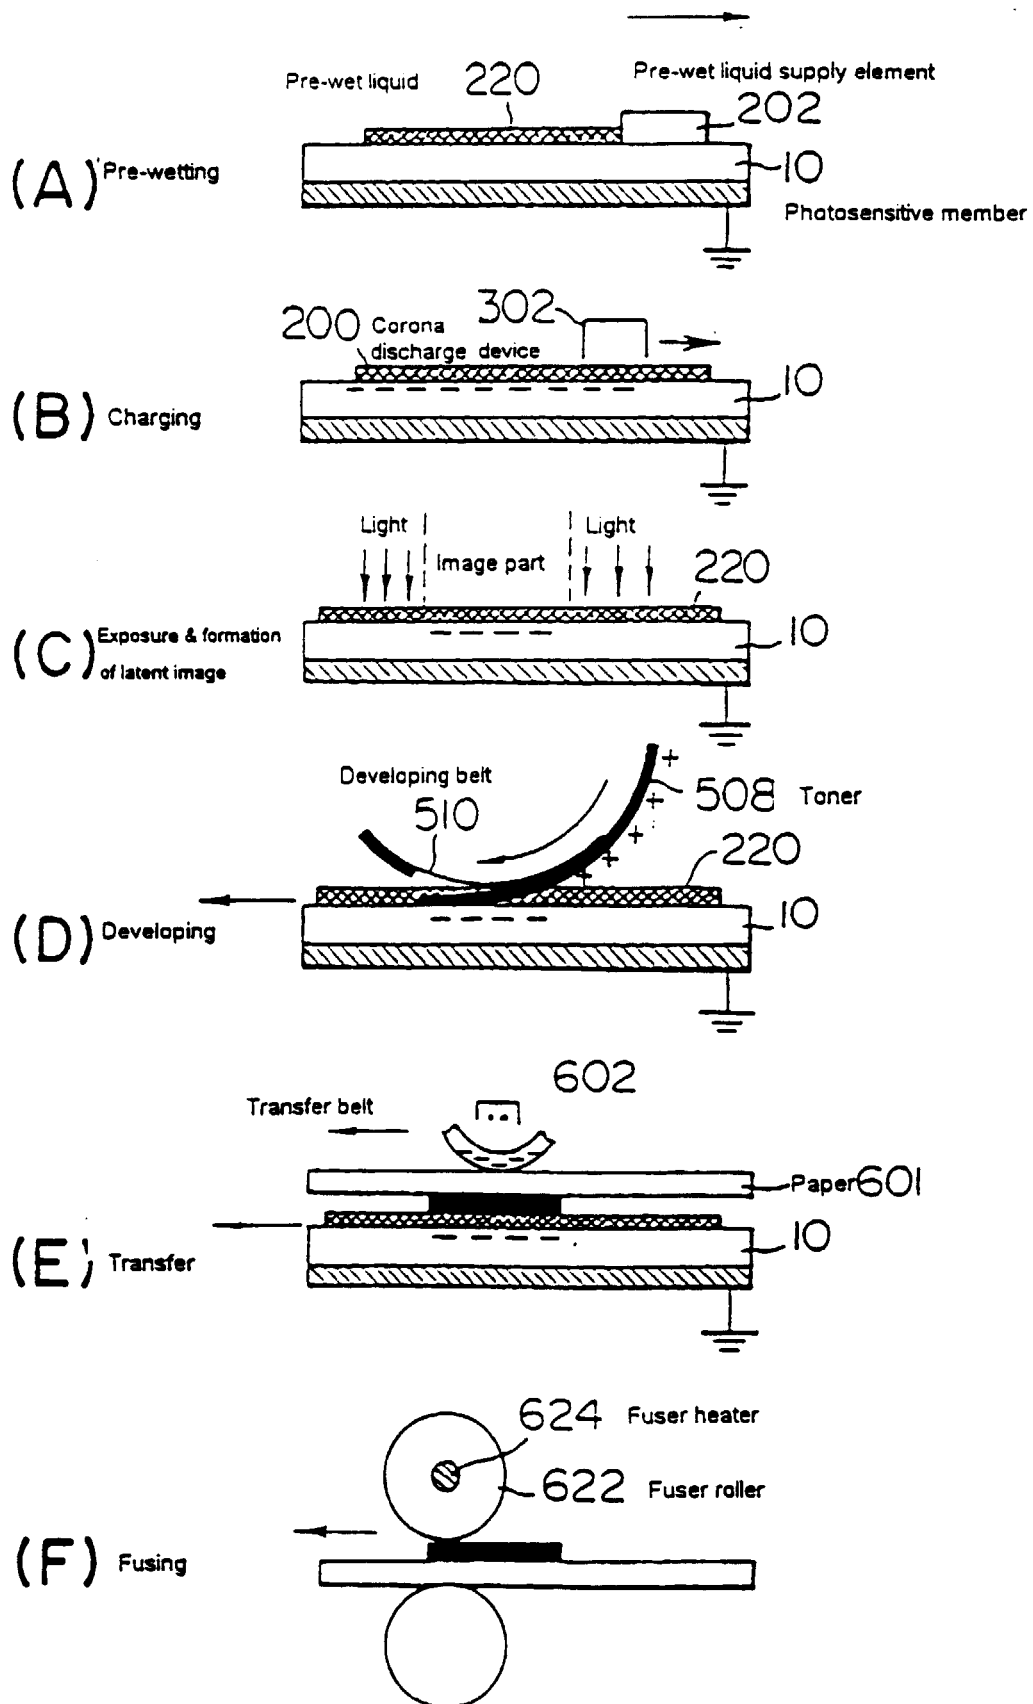 Pre-wet liquid 220 Pre-wet liquid supply element
202
(A) Pre-wetting 10
Photosensitive member
200 Corona 302
discharge device
10
(B) Charging
Light Light
Image part
220
(C) Exposure & formation 10
of latent image
Developing belt
510
508 Toner
220
(D) Developing 10
602
Transfer belt
Paper 601
10
(E) Transfer
624 Fuser heater
622 Fuser roller
(F) Fusing